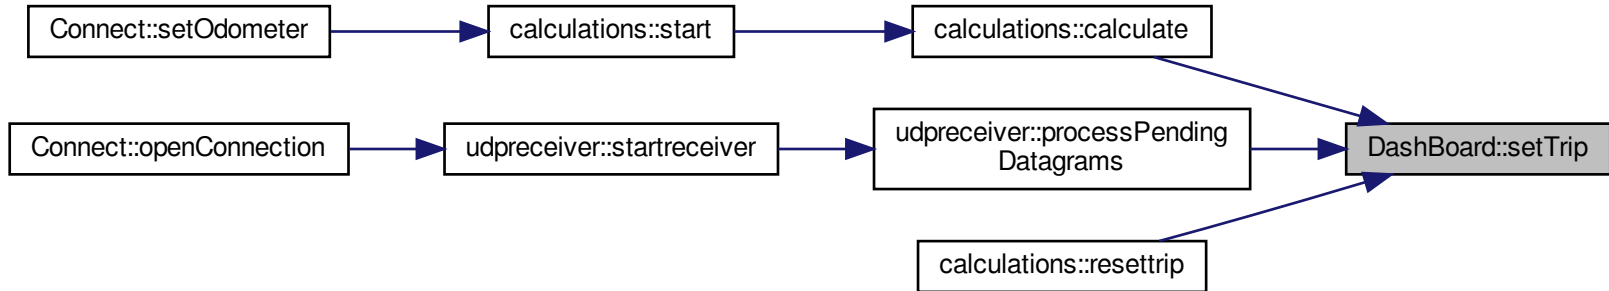 Connect::setOdometer
calculations::start
calculations::calculate
Connect::openConnection
udpreceiver::startreceiver
udpreceiver::processPending
Datagrams
DashBoard::setTrip
calculations::resettrip